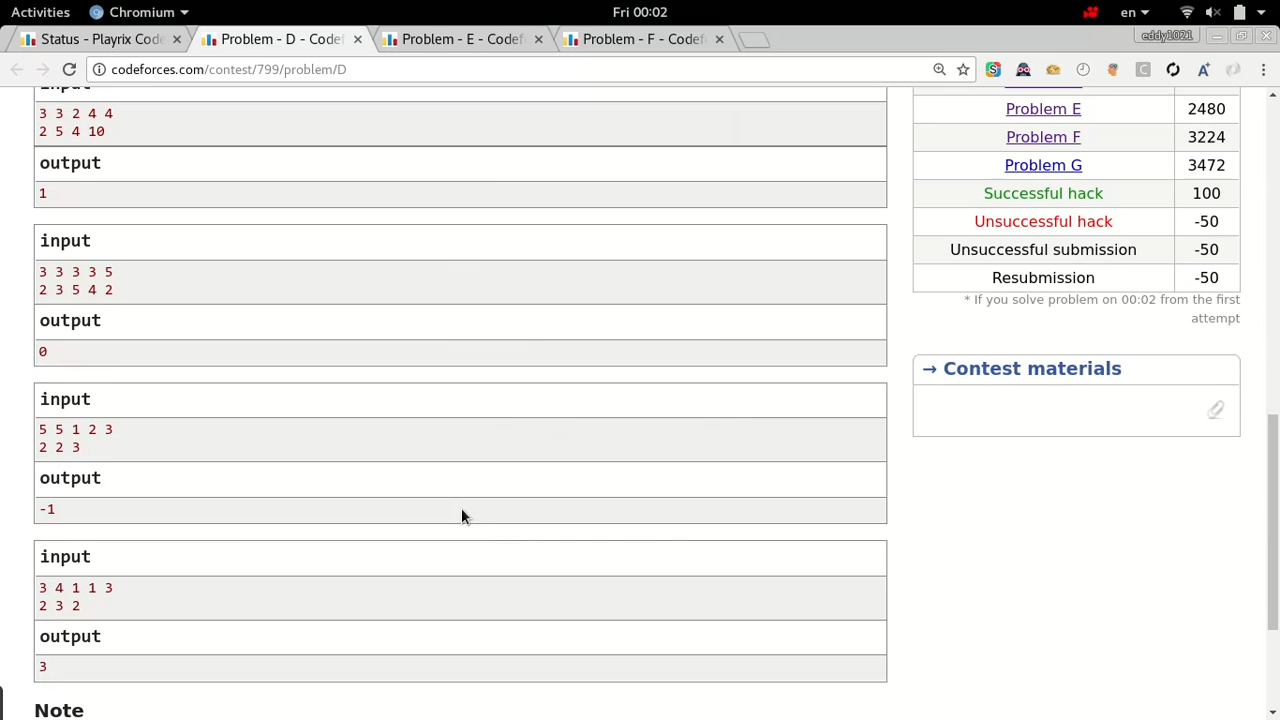 Activities Chromium Fri 00:02 en
Status - Playrix Code Problem - D - Codef Problem - E - Codef Problem - F - Codef eddy1021
codeforces.com/contest/799/problem/D
input
3 3 2 4 4
2 5 4 10
output
1
input
3 3 3 3 5
2 3 5 4 2
output
0
input
5 5 1 2 3
2 2 3
output
-1
input
3 4 1 1 3
2 3 2
output
3
Note
Problem E 2480
Problem F 3224
Problem G 3472
Successful hack 100
Unsuccessful hack -50
Unsuccessful submission -50
Resubmission -50
* If you solve problem on 00:02 from the first
attempt
→ Contest materials